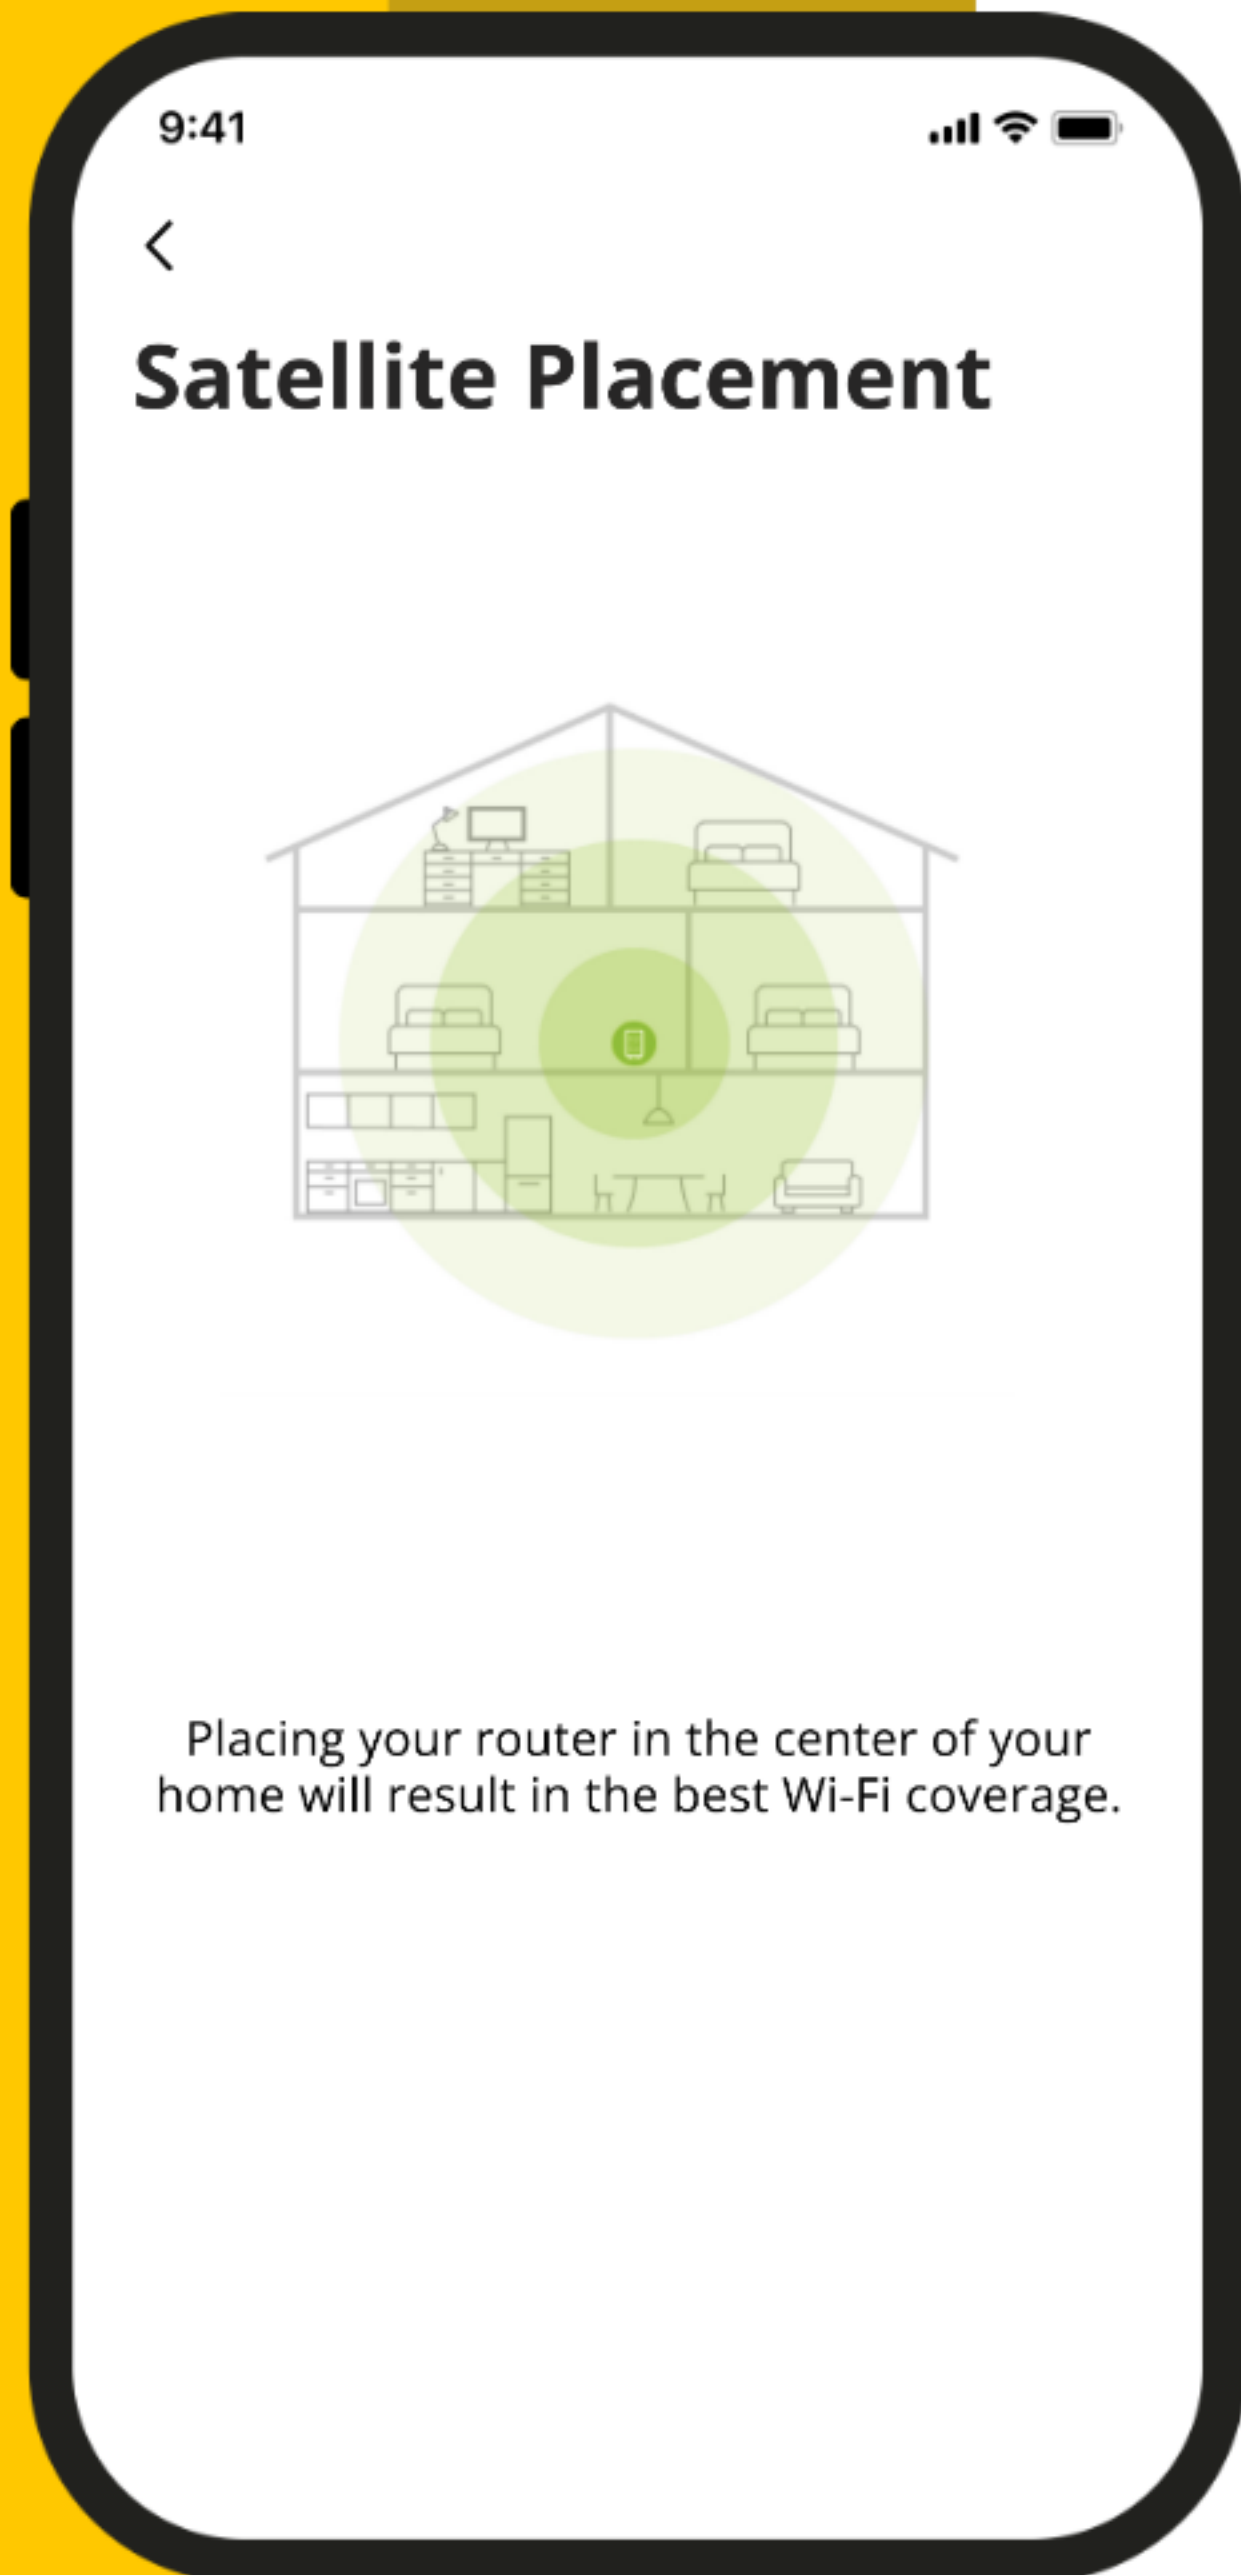 9:41
Satellite Placement
Placing your router in the center of your
home will result in the best Wi-Fi coverage.